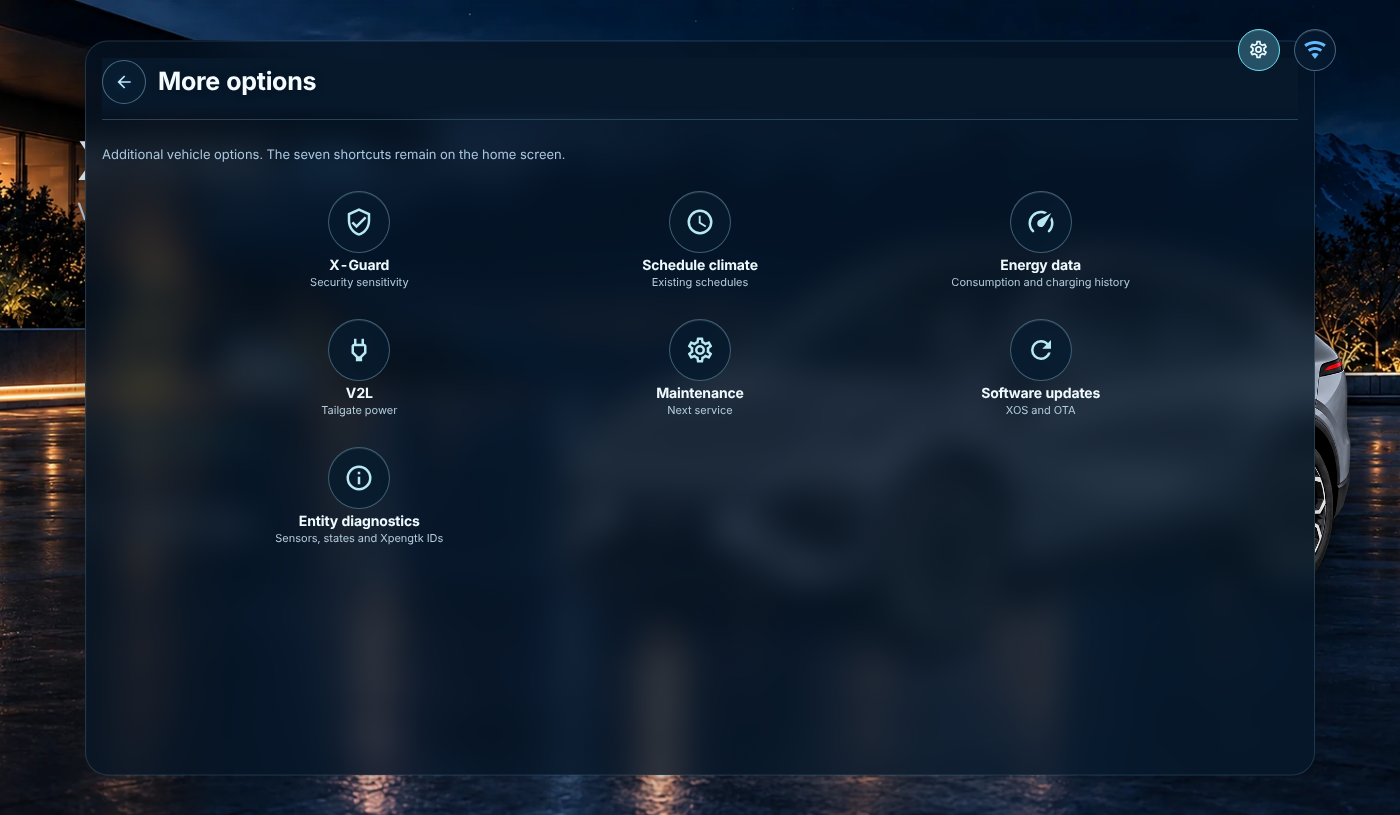 More options
Additional vehicle options. The seven shortcuts remain on the home screen.
X-Guard
Security sensitivity
Schedule climate
Existing schedules
Energy data
Consumption and charging history
V2L
Tailgate power
Maintenance
Next service
Software updates
XOS and OTA
Entity diagnostics
Sensors, states and Xpengtk IDs